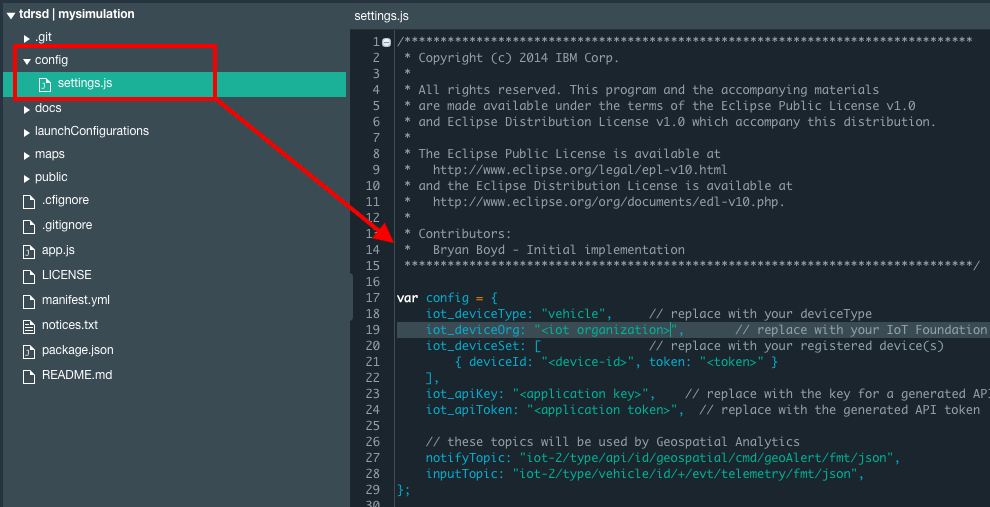 tdrsd | mysimulation
.git
config
settings.js
docs
launchConfigurations
maps
public
.cfignore
.gitignore
app.js
LICENSE
manifest.yml
notices.txt
package.json
README.md
settings.js
1 /*******************************************************************************
2 * Copyright (c) 2014 IBM Corp.
3 *
4 * All rights reserved. This program and the accompanying materials
5 * are made available under the terms of the Eclipse Public License v1.0
6 * and Eclipse Distribution License v1.0 which accompany this distribution.
7 *
8 * The Eclipse Public License is available at
9 *   http://www.eclipse.org/legal/epl-v10.html
10 * and the Eclipse Distribution License is available at
11 *   http://www.eclipse.org/org/documents/edl-v10.php.
12 *
13 * Contributors:
14 *   Bryan Boyd - Initial implementation
15 *******************************************************************************/
16
17 var config = {
18 iot_deviceType: "vehicle",     // replace with your deviceType
19 iot_deviceOrg: "<iot organization>",       // replace with your IoT Foundation
20 iot_deviceSet: [               // replace with your registered device(s)
21 { deviceId: "<device-id>", token: "<token>" }
22 ],
23 iot_apiKey: "<application key>",    // replace with the key for a generated API
24 iot_apiToken: "<application token>",  // replace with the generated API token
25
26 // these topics will be used by Geospatial Analytics
27 notifyTopic: "iot-2/type/api/id/geospatial/cmd/geoAlert/fmt/json",
28 inputTopic: "iot-2/type/vehicle/id/+/evt/telemetry/fmt/json",
29 };
30